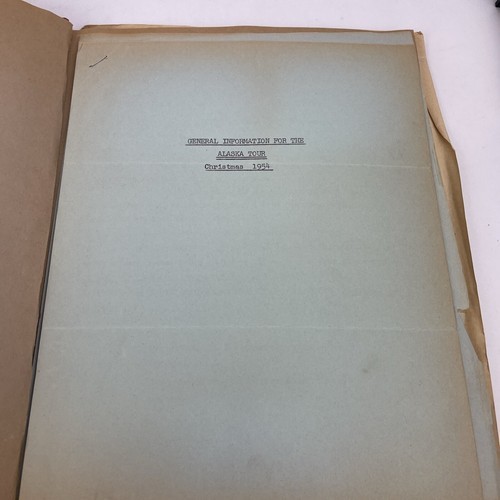 GENERAL INFORMATION FOR THE
ALASKA TOUR
Christmas 1954